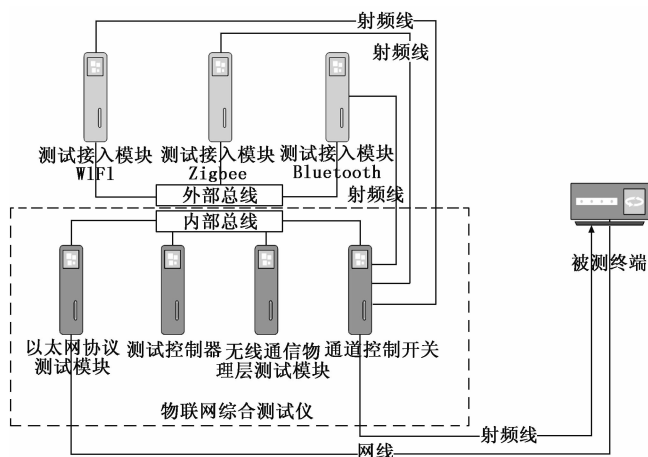 射频线
射频线
测试接入模块
WIFI
测试接入模块
Zigbee
测试接入模块
Bluetooth
射频线
外部总线
内部总线
被测终端
以太网协议
测试模块
测试控制器
无线通信物
理层测试模块
通道控制开关
物联网综合测试仪
射频线
网线